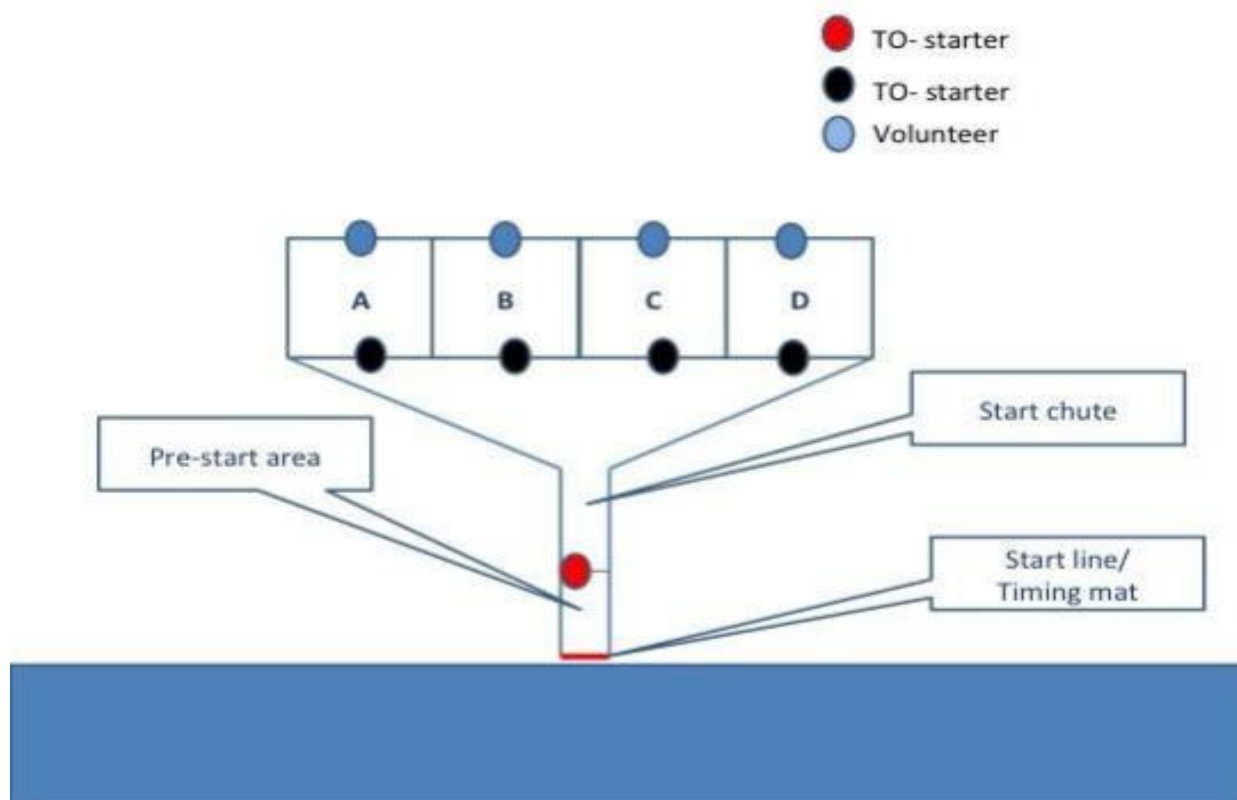 TO- starter
TO- starter
Volunteer
A B C D
Start chute
Pre-start area
Start line/
Timing mat